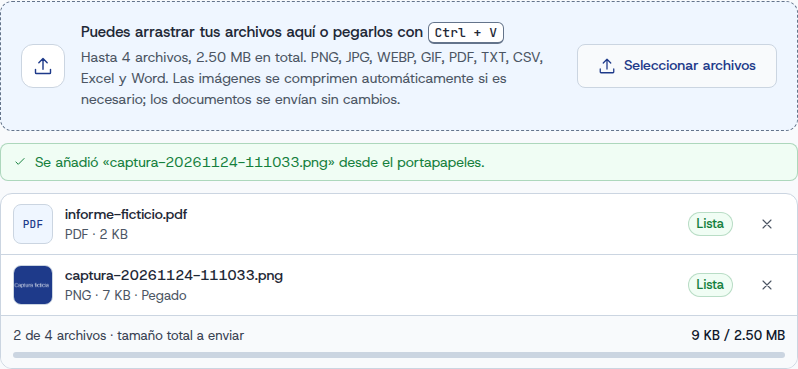 Puedes arrastrar tus archivos aquí o pegarlos con Ctrl + V
Hasta 4 archivos, 2.50 MB en total. PNG, JPG, WEBP, GIF, PDF, TXT, CSV,
Excel y Word. Las imágenes se comprimen automáticamente si es
necesario; los documentos se envían sin cambios.
Seleccionar archivos
Se añadió «captura-20261124-111033.png» desde el portapapeles.
PDF
informe-ficticio.pdf
PDF · 2 KB
Lista
Captura ficticia
captura-20261124-111033.png
PNG · 7 KB · Pegado
Lista
2 de 4 archivos · tamaño total a enviar
9 KB / 2.50 MB